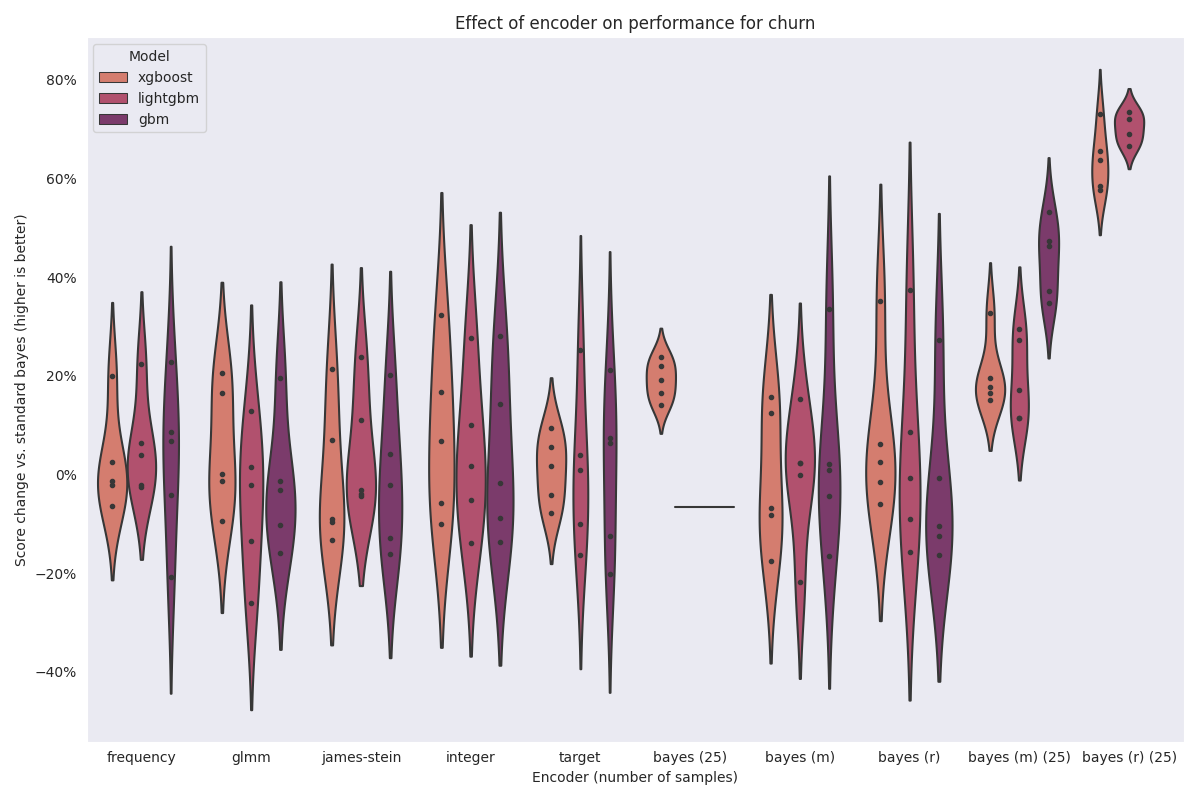 Effect of encoder on performance for churn
Model
xgboost
lightgbm
gbm
Score change vs. standard bayes (higher is better)
80%
60%
40%
20%
0%
−20%
−40%
frequency
glmm
james-stein
integer
target
bayes (25)
bayes (m)
bayes (r)
bayes (m) (25)
bayes (r) (25)
Encoder (number of samples)